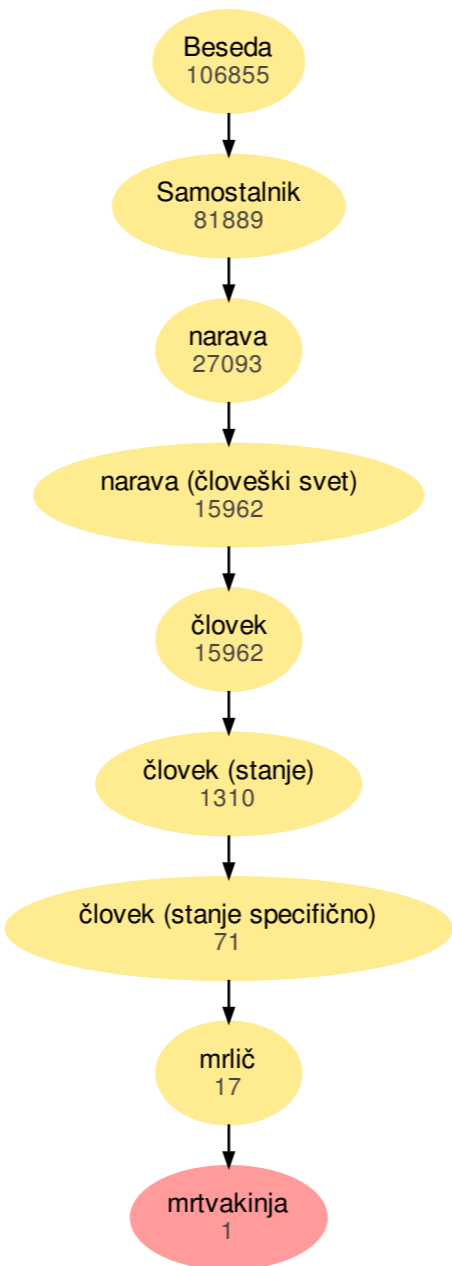 Beseda
106855
Samostalnik
81889
narava
27093
narava (človeški svet)
15962
človek
15962
človek (stanje)
1310
človek (stanje specifično)
71
mrlič
17
mrtvakinja
1